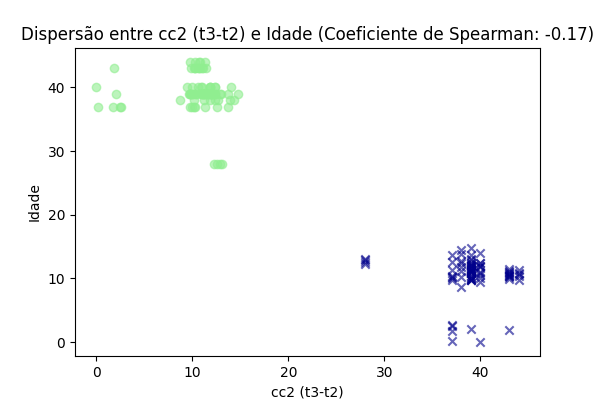 Dispersão entre cc2 (t3-t2) e Idade (Coeficiente de Spearman: -0.17)
40
30
20
10
0
Idade
0 10 20 30 40
cc2 (t3-t2)